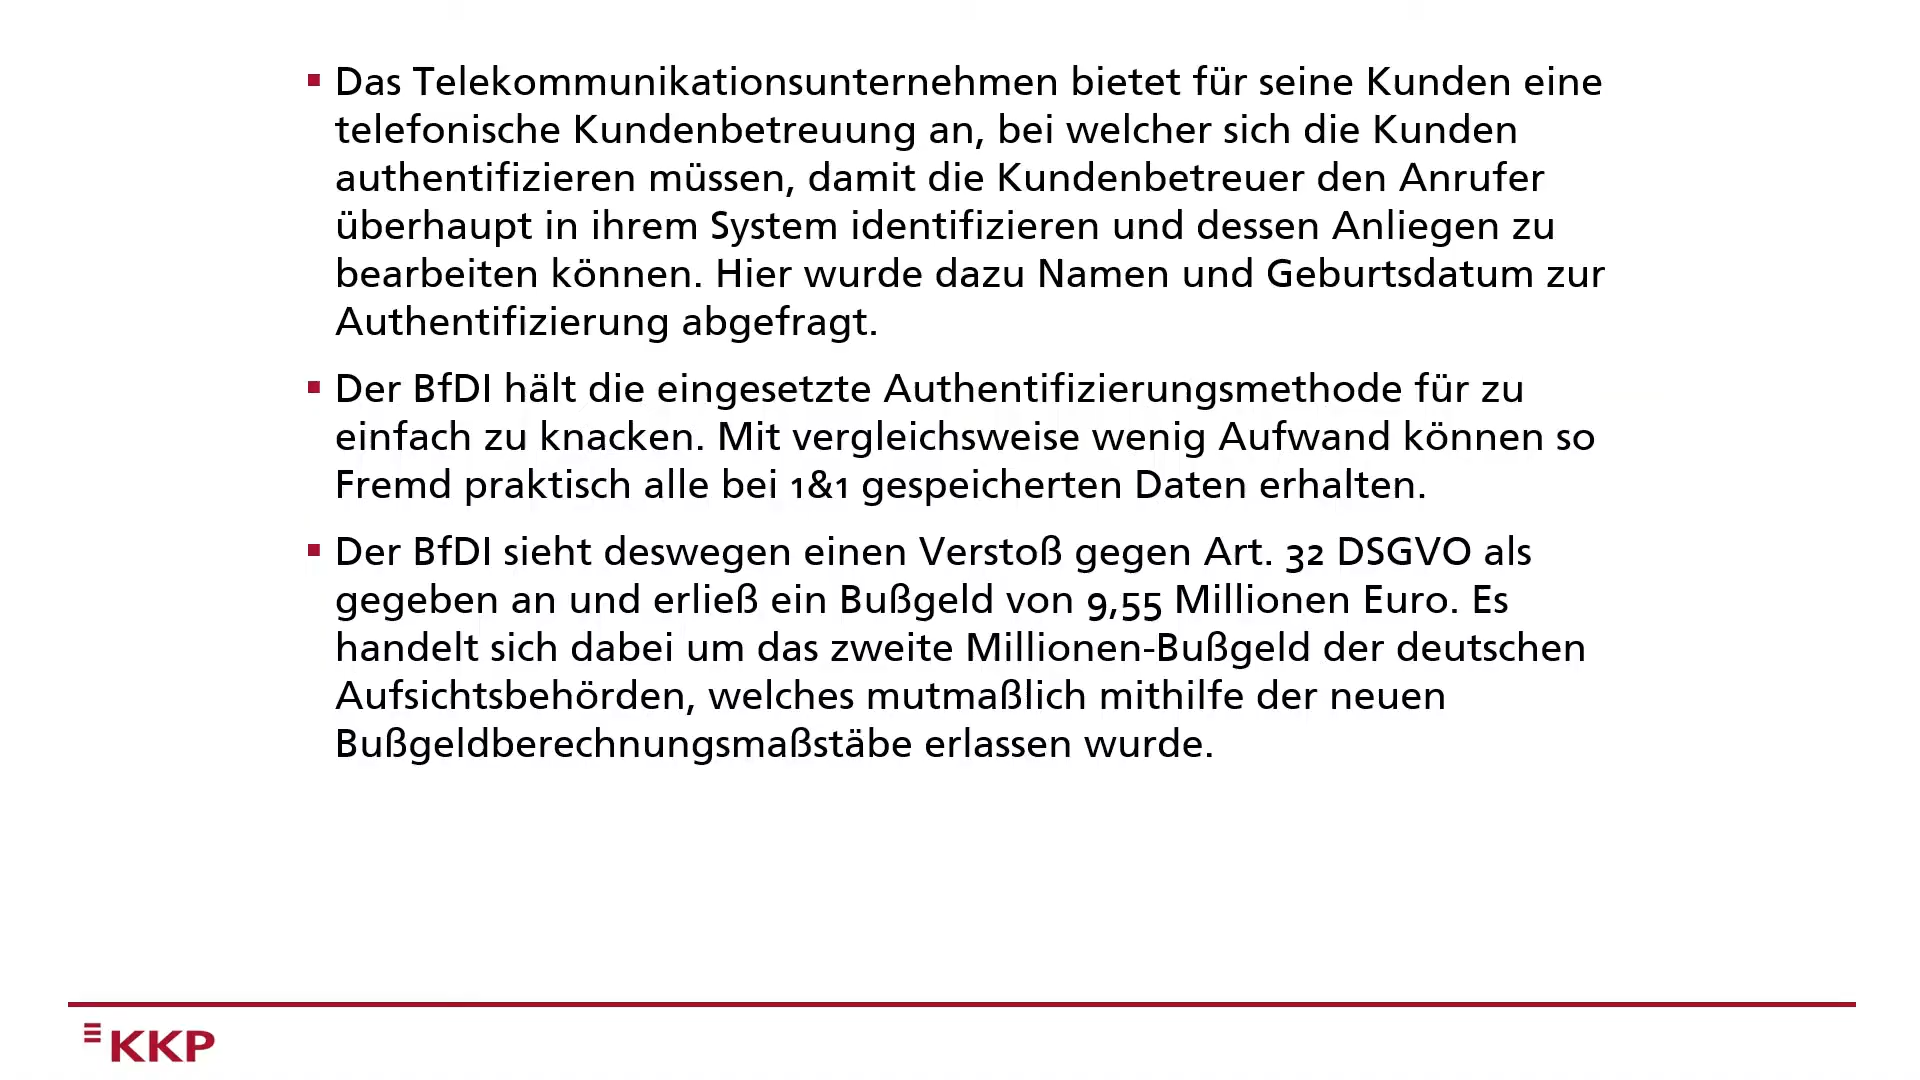 Das Telekommunikationsunternehmen bietet für seine Kunden eine
telefonische Kundenbetreuung an, bei welcher sich die Kunden
authentifizieren müssen, damit die Kundenbetreuer den Anrufer
überhaupt in ihrem System identifizieren und dessen Anliegen zu
bearbeiten können. Hier wurde dazu Namen und Geburtsdatum zur
Authentifizierung abgefragt.
Der BfDI hält die eingesetzte Authentifizierungsmethode für zu
einfach zu knacken. Mit vergleichsweise wenig Aufwand können so
Fremd praktisch alle bei 1&1 gespeicherten Daten erhalten.
Der BfDI sieht deswegen einen Verstoß gegen Art. 32 DSGVO als
gegeben an und erließ ein Bußgeld von 9,55 Millionen Euro. Es
handelt sich dabei um das zweite Millionen-Bußgeld der deutschen
Aufsichtsbehörden, welches mutmaßlich mithilfe der neuen
Bußgeldberechnungsmaßstäbe erlassen wurde.
KKP